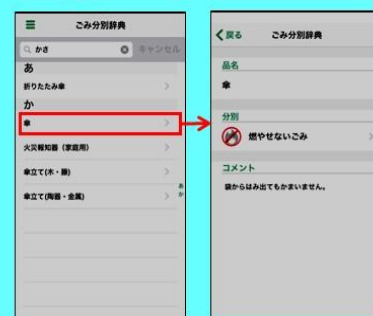 ごみ分別辞典
かさ
キャンセル
あ
折りたたみ傘
か
傘
火災報知器（家庭用）
傘立て(木・籐)
傘立て(陶器・金属)
あ
か
戻る
ごみ分別辞典
品名
傘
分別
燃やせないごみ
コメント
袋からはみ出てもかまいません。